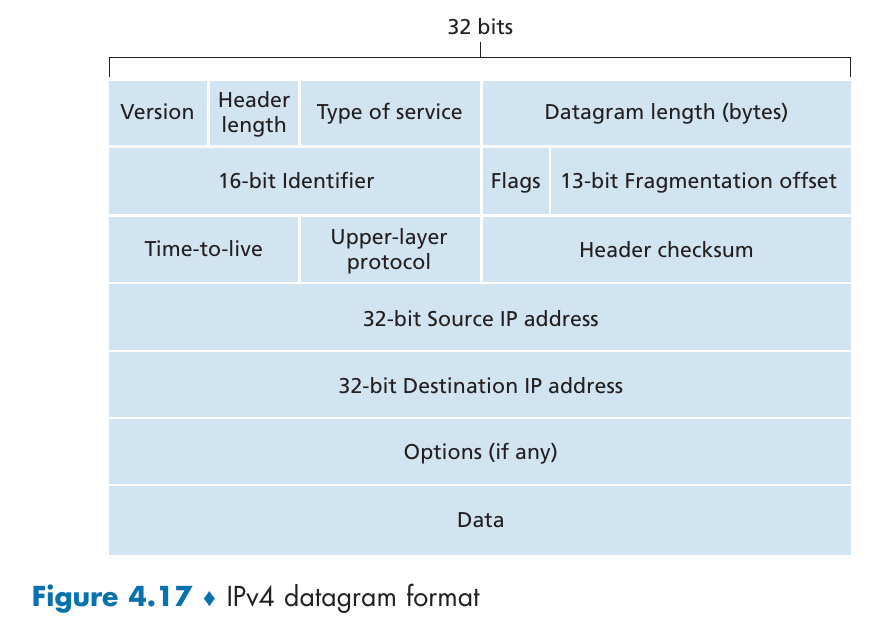 32 bits
Version
Header
length
Type of service
Datagram length (bytes)
16-bit Identifier
Flags
13-bit Fragmentation offset
Time-to-live
Upper-layer
protocol
Header checksum
32-bit Source IP address
32-bit Destination IP address
Options (if any)
Data
Figure 4.17 ♦ IPv4 datagram format